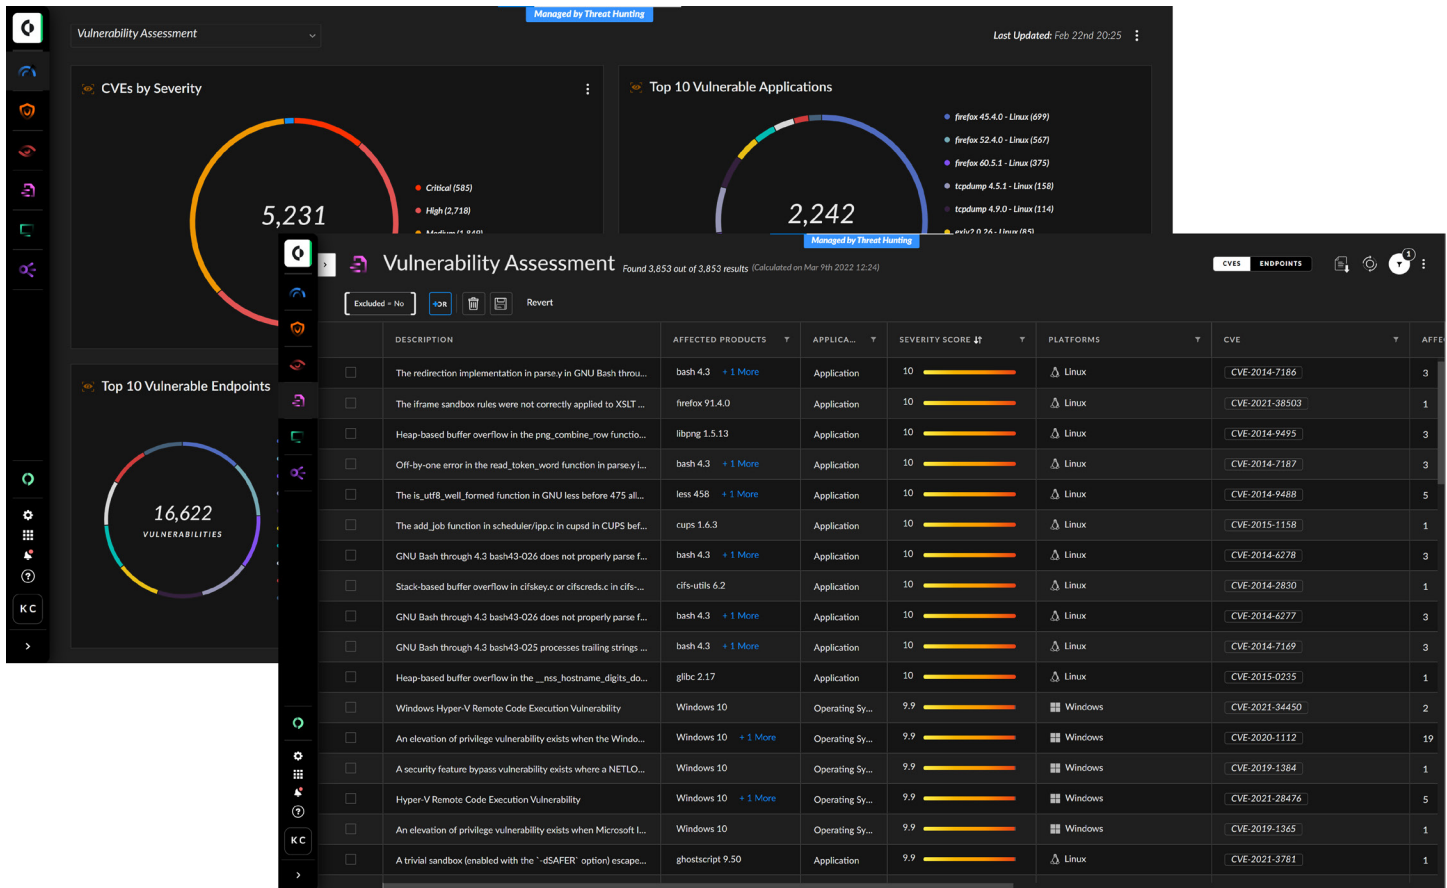 Managed by Threat Hunting
Vulnerability Assessment
Last Updated: Feb 22nd 20:25
CVEs by Severity
5,231
Critical (585)
High (2,718)
Top 10 Vulnerable Applications
2,242
firefox 45.4.0 - Linux (699)
firefox 52.4.0 - Linux (567)
firefox 60.5.1 - Linux (375)
tcpdump 4.5.1 - Linux (158)
tcpdump 4.9.0 - Linux (114)
exiv2 0.26 - Linux (85)
Top 10 Vulnerable Endpoints
16,622
VULNERABILITIES
KC
Managed by Threat Hunting
Vulnerability Assessment Found 3,853 out of 3,853 results (Calculated on Mar 9th 2022 12:24)
CVES ENDPOINTS 1
Excluded = No +OR Revert
DESCRIPTION AFFECTED PRODUCTS APPLICA... SEVERITY SCORE PLATFORMS CVE AFFE
The redirection implementation in parse.y in GNU Bash throu... bash 4.3 + 1 More Application 10 Linux CVE-2014-7186 3
The iframe sandbox rules were not correctly applied to XSLT ... firefox 91.4.0 Application 10 Linux CVE-2021-38503 1
Heap-based buffer overflow in the png_combine_row functio... libpng 1.5.13 Application 10 Linux CVE-2014-9495 3
Off-by-one error in the read_token_word function in parse.y i... bash 4.3 + 1 More Application 10 Linux CVE-2014-7187 3
The is_utf8_well_formed function in GNU less before 475 all... less 458 + 1 More Application 10 Linux CVE-2014-9488 5
The add_job function in scheduler/ipp.c in cupsd in CUPS bef... cups 1.6.3 Application 10 Linux CVE-2015-1158 1
GNU Bash through 4.3 bash43-026 does not properly parse f... bash 4.3 + 1 More Application 10 Linux CVE-2014-6278 3
Stack-based buffer overflow in cifskey.c or cifscreds.c in cifs-... cifs-utils 6.2 Application 10 Linux CVE-2014-2830 1
GNU Bash through 4.3 bash43-026 does not properly parse f... bash 4.3 + 1 More Application 10 Linux CVE-2014-6277 3
GNU Bash through 4.3 bash43-025 processes trailing strings ... bash 4.3 + 1 More Application 10 Linux CVE-2014-7169 3
Heap-based buffer overflow in the __nss_hostname_digits_do... glibc 2.17 Application 10 Linux CVE-2015-0235 1
Windows Hyper-V Remote Code Execution Vulnerability Windows 10 Operating Sy... 9.9 Windows CVE-2021-34450 2
An elevation of privilege vulnerability exists when the Windo... Windows 10 + 1 More Operating Sy... 9.9 Windows CVE-2020-1112 19
A security feature bypass vulnerability exists where a NETLO... Windows 10 Operating Sy... 9.9 Windows CVE-2019-1384 1
Hyper-V Remote Code Execution Vulnerability Windows 10 + 1 More Operating Sy... 9.9 Windows CVE-2021-28476 5
An elevation of privilege vulnerability exists when Microsoft I... Windows 10 Operating Sy... 9.9 Windows CVE-2019-1365 1
A trivial sandbox (enabled with the `-dSAFER` option) escape... ghostscript 9.50 Application 9.9 Linux CVE-2021-3781 1
KC